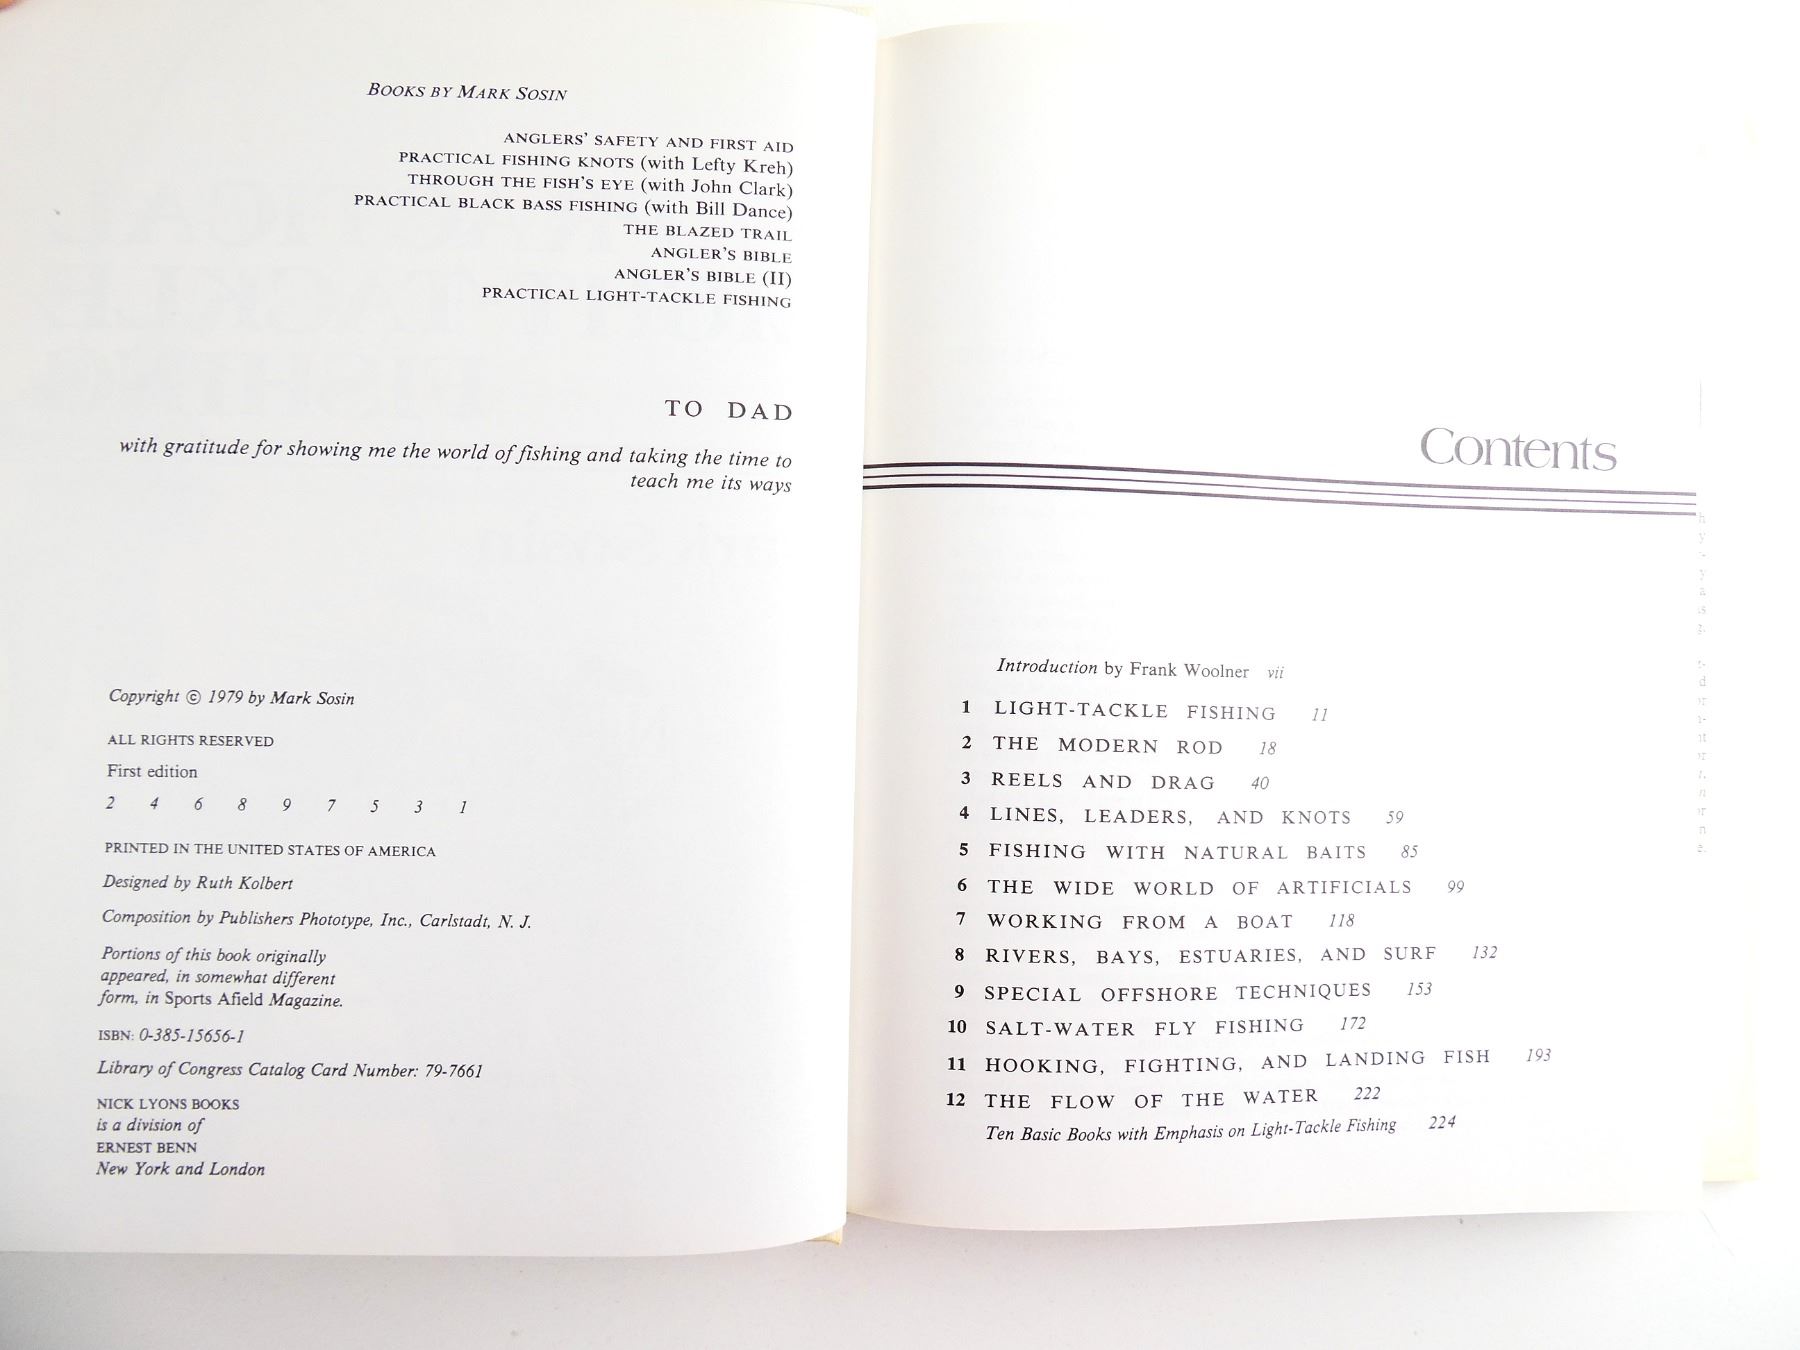 BOOKS BY MARK SOSIN
ANGLERS' SAFETY AND FIRST AID
PRACTICAL FISHING KNOTS (with Lefty Kreh)
THROUGH THE FISH'S EYE (with John Clark)
PRACTICAL BLACK BASS FISHING (with Bill Dance)
THE BLAZED TRAIL
ANGLER'S BIBLE
ANGLER'S BIBLE (II)
PRACTICAL LIGHT-TACKLE FISHING
TO DAD
with gratitude for showing me the world of fishing and taking the time to
teach me its ways
Copyright © 1979 by Mark Sosin
ALL RIGHTS RESERVED
First edition
2 4 6 8 9 7 5 3 1
PRINTED IN THE UNITED STATES OF AMERICA
Designed by Ruth Kolbert
Composition by Publishers Phototype, Inc., Carlstadt, N. J.
Portions of this book originally
appeared, in somewhat different
form, in Sports Afield Magazine.
ISBN: 0-385-15656-1
Library of Congress Catalog Card Number: 79-7661
NICK LYONS BOOKS
is a division of
ERNEST BENN
New York and London
Contents
Introduction by Frank Woolner vii
1 LIGHT-TACKLE FISHING 11
2 THE MODERN ROD 18
3 REELS AND DRAG 40
4 LINES, LEADERS, AND KNOTS 59
5 FISHING WITH NATURAL BAITS 85
6 THE WIDE WORLD OF ARTIFICIALS 99
7 WORKING FROM A BOAT 118
8 RIVERS, BAYS, ESTUARIES, AND SURF 132
9 SPECIAL OFFSHORE TECHNIQUES 153
10 SALT-WATER FLY FISHING 172
11 HOOKING, FIGHTING, AND LANDING FISH 193
12 THE FLOW OF THE WATER 222
Ten Basic Books with Emphasis on Light-Tackle Fishing 224